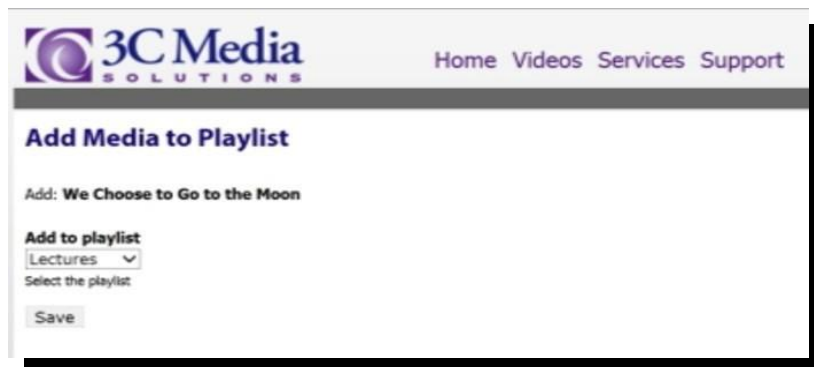 3C Media
SOLUTIONS
Home Videos Services Support
Add Media to Playlist
Add: We Choose to Go to the Moon
Add to playlist
Lectures
Select the playlist
Save